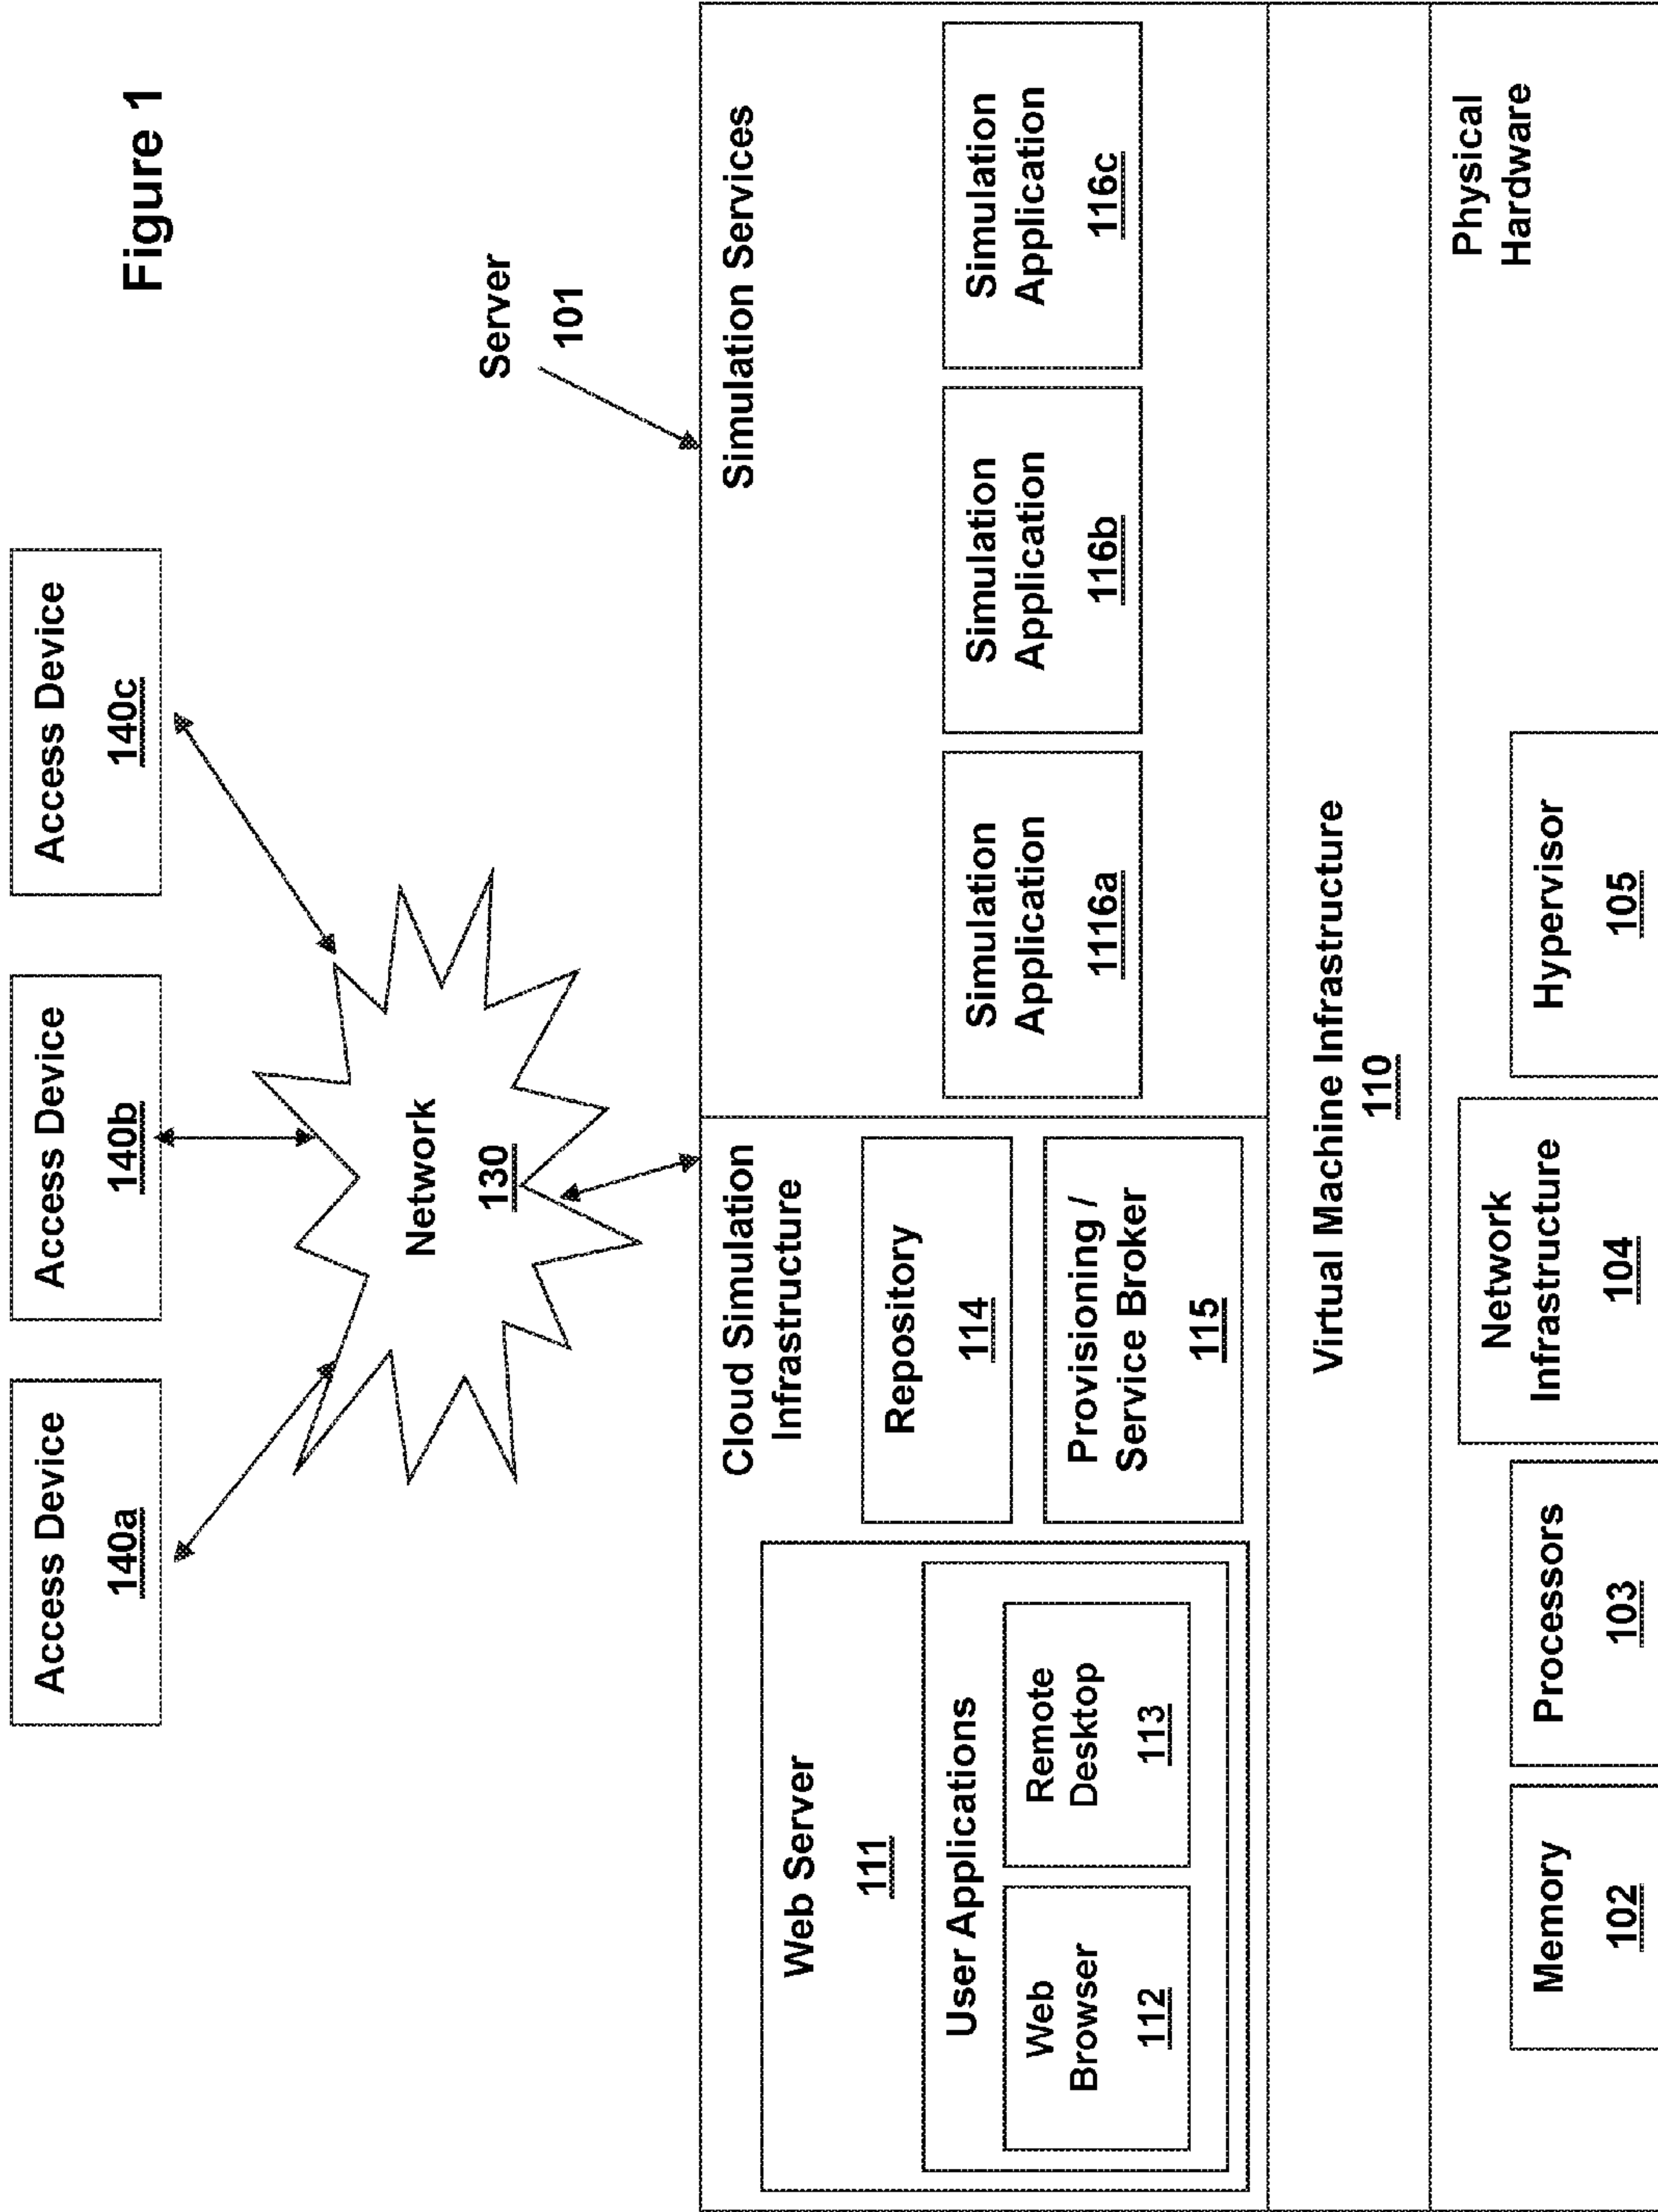 Figure 1
Access Device
140a
Access Device
140b
Access Device
140c
Network
130
Server
101
Cloud Simulation
Infrastructure
Web Server
111
User Applications
Web
Browser
112
Remote
Desktop
113
Repository
114
Provisioning /
Service Broker
115
Simulation Services
Simulation
Application
1116a
Simulation
Application
116b
Simulation
Application
116c
Virtual Machine Infrastructure
110
Physical
Hardware
Memory
102
Processors
103
Network
Infrastructure
104
Hypervisor
105